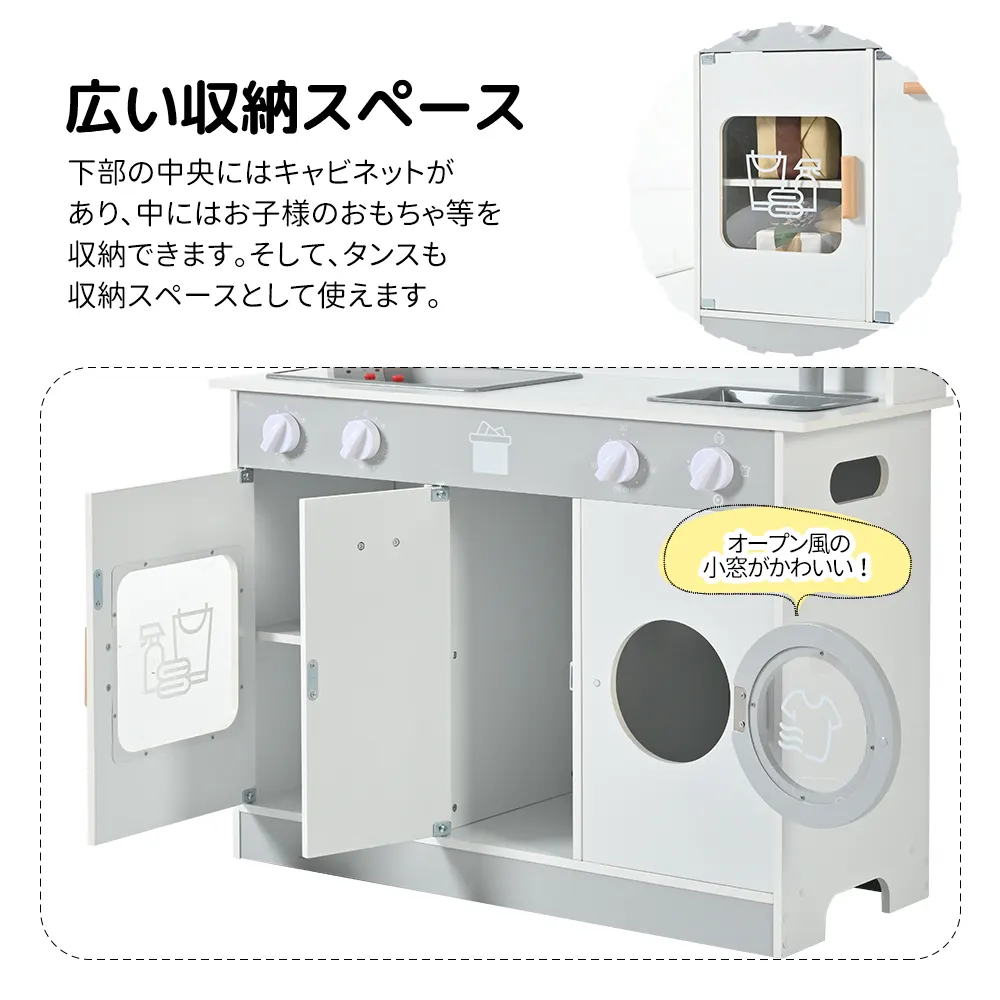 広い収納スペース
下部の中央にはキャビネットが
あり、中にはお子様のおもちゃ等を
収納できます。そして、タンスも
収納スペースとして使えます。
オープン風の
小窓がかわいい！